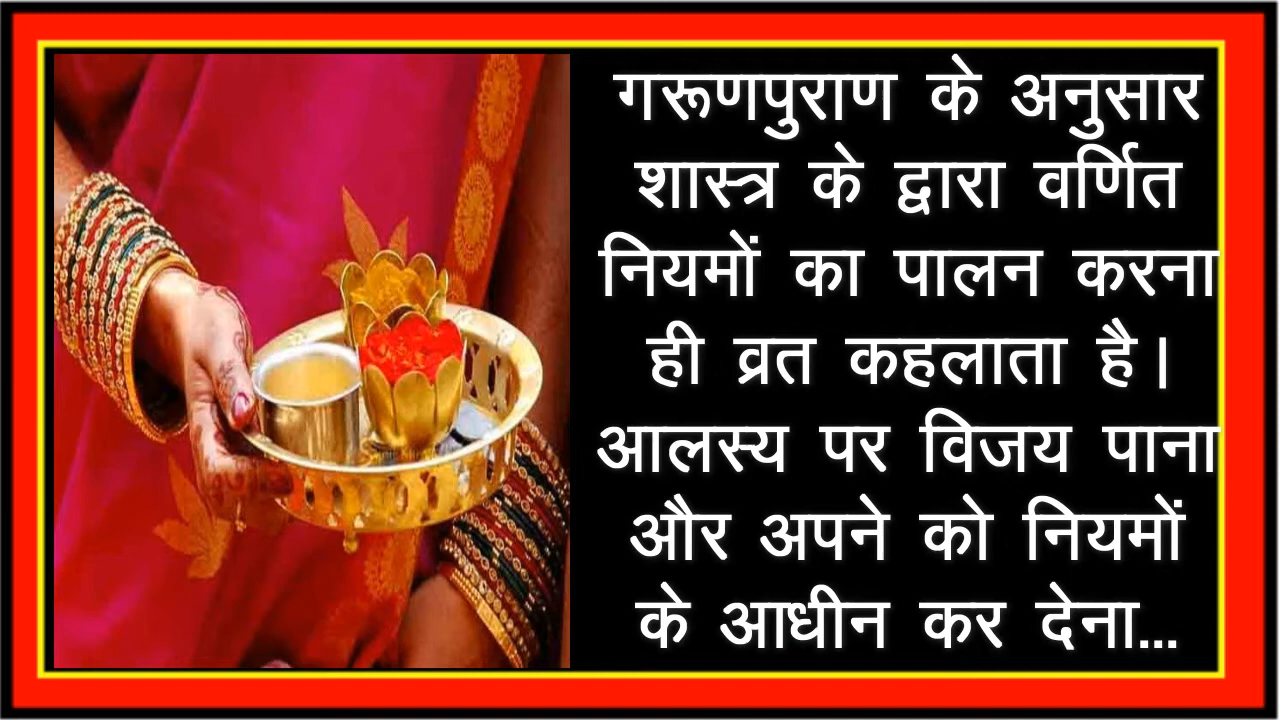 गरूणपुराण के अनुसार
शास्त्र के द्वारा वर्णित
नियमों का पालन करना
ही व्रत कहलाता है।
आलस्य पर विजय पाना
और अपने को नियमों
के आधीन कर देना...